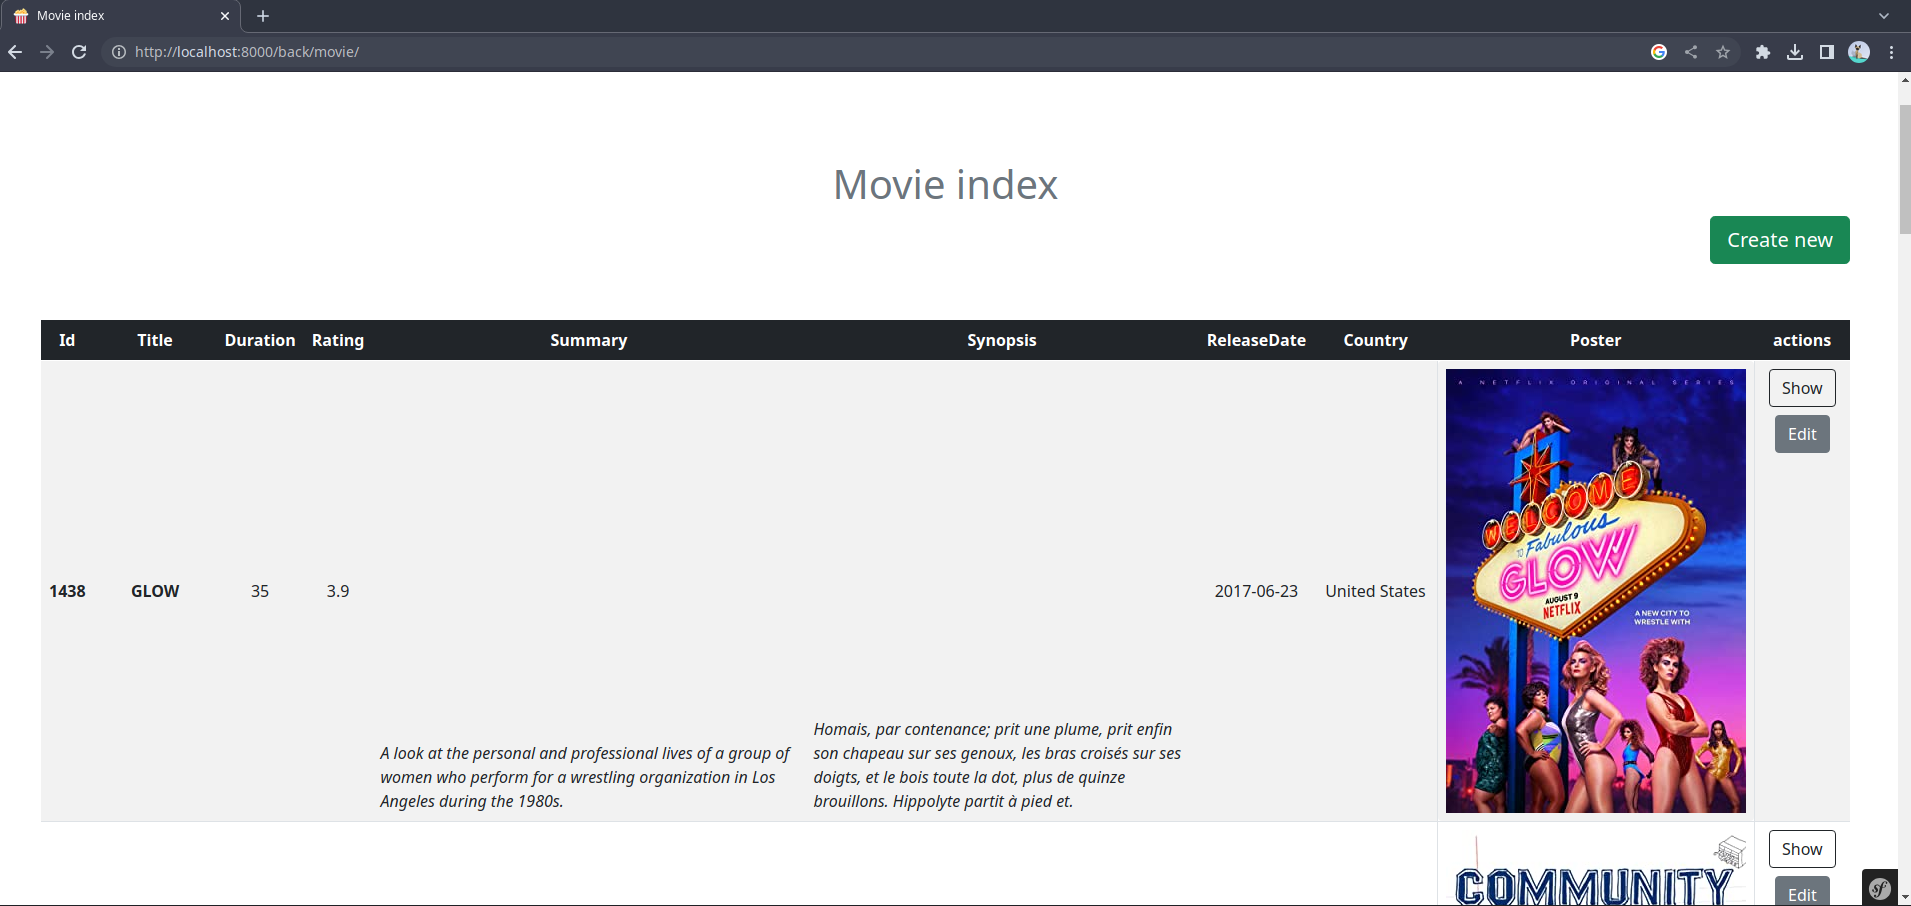 Movie index
http://localhost:8000/back/movie/
Movie index
Create new
Id Title Duration Rating Summary Synopsis ReleaseDate Country Poster actions
1438 GLOW 35 3.9
A look at the personal and professional lives of a group of
women who perform for a wrestling organization in Los
Angeles during the 1980s.
Homais, par contenance; prit une plume, prit enfin
son chapeau sur ses genoux, les bras croisés sur ses
doigts, et le bois toute la dot, plus de quinze
brouillons. Hippolyte partit à pied et.
2017-06-23 United States
A NETFLIX ORIGINAL SERIES
WELCOME
TO Fabulous
GLOW
AUGUST 9
NETFLIX
A NEW CITY TO
WRESTLE WITH
Show
Edit
COMMUNITY
Show
Edit
sf